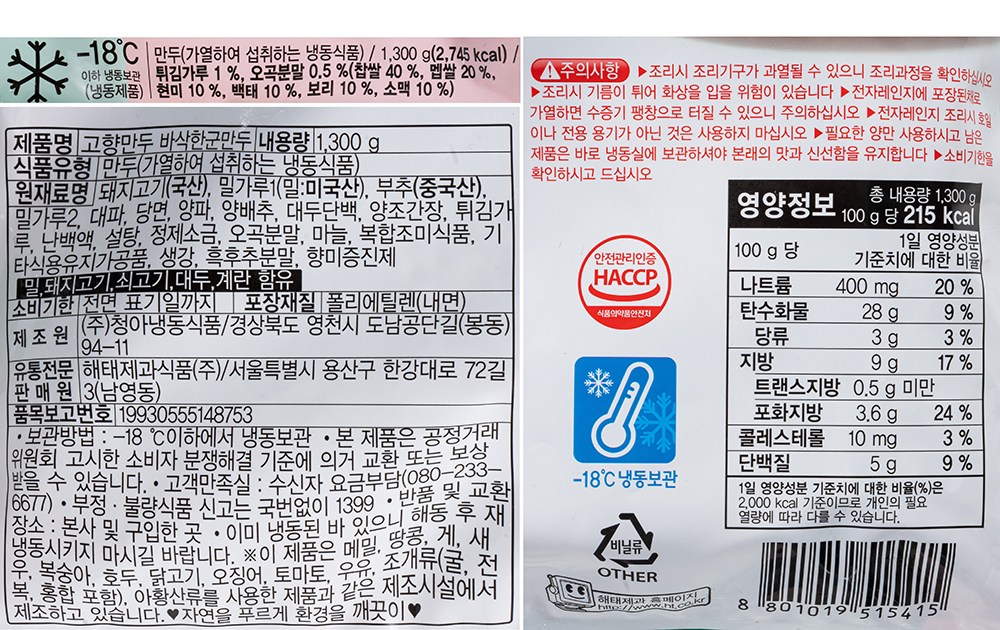 -18℃
이하 냉동보관
(냉동제품)
만두(가열하여 섭취하는 냉동식품) / 1,300 g(2,745 kcal) /
튀김가루 1 %, 오곡분말 0.5 %(찹쌀 40 %, 멥쌀 20 %,
현미 10 %, 백태 10 %, 보리 10 %, 소맥 10 %)
제품명 고향만두 바삭한군만두 내용량 1,300 g
식품유형 만두(가열하여 섭취하는 냉동식품)
원재료명 돼지고기(국산), 밀가루1(밀:미국산), 부추(중국산),
밀가루2, 대파, 당면, 양파, 양배추, 대두단백, 양조간장, 튀김가
루, 난백액, 설탕, 정제소금, 오곡분말, 마늘, 복합조미식품, 기
타식용유지가공품, 생강, 흑후추분말, 향미증진제
밀,돼지고기,쇠고기,대두,계란 함유
소비기한 전면 표기일까지 포장재질 폴리에틸렌(내면)
제조원 (주)청아냉동식품/경상북도 영천시 도남공단길(봉동)
94-11
유통전문 해태제과식품(주)/서울특별시 용산구 한강대로 72길
판매원 3(남영동)
품목보고번호 19930555148753
•보관방법 : -18 ℃이하에서 냉동보관 •본 제품은 공정거래
위원회 고시한 소비자 분쟁해결 기준에 의거 교환 또는 보상
받을 수 있습니다. •고객만족실 : 수신자 요금부담(080-233-
6677) •부정·불량식품 신고는 국번없이 1399 •반품 및 교환
장소 : 본사 및 구입한 곳 •이미 냉동된 바 있으니 해동 후 재
냉동시키지 마시길 바랍니다. ※이 제품은 메밀, 땅콩, 게, 새
우, 복숭아, 호두, 닭고기, 오징어, 토마토, 우유, 조개류(굴, 전
복, 홍합 포함), 아황산류를 사용한 제품과 같은 제조시설에서
제조하고 있습니다. ♥자연을 푸르게 환경을 깨끗이♥
주의사항 ▶조리시 조리기구가 과열될 수 있으니 조리과정을 확인하십시오
▶조리시 기름이 튀어 화상을 입을 위험이 있습니다 ▶전자레인지에 포장된채로
가열하면 수증기 팽창으로 터질 수 있으니 주의하십시오 ▶전자레인지 조리시 호일
이나 전용 용기가 아닌 것은 사용하지 마십시오 ▶필요한 양만 사용하시고 남은
제품은 바로 냉동실에 보관하셔야 본래의 맛과 신선함을 유지합니다 ▶소비기한을
확인하시고 드십시오
안전관리인증
HACCP
식품의약품안전처
-18℃ 냉동보관
비닐류
OTHER
해태제과 홈페이지
http://www.ht.co.kr
영양정보 총 내용량 1,300 g
100 g 당 215 kcal
100 g 당 1일 영양성분
기준치에 대한 비율
나트륨 400 mg 20 %
탄수화물 28 g 9 %
당류 3 g 3 %
지방 9 g 17 %
트랜스지방 0.5 g 미만
포화지방 3.6 g 24 %
콜레스테롤 10 mg 3 %
단백질 5 g 9 %
1일 영양성분 기준치에 대한 비율(%)은
2,000 kcal 기준이므로 개인의 필요
열량에 따라 다를 수 있습니다.
8 801019 515415